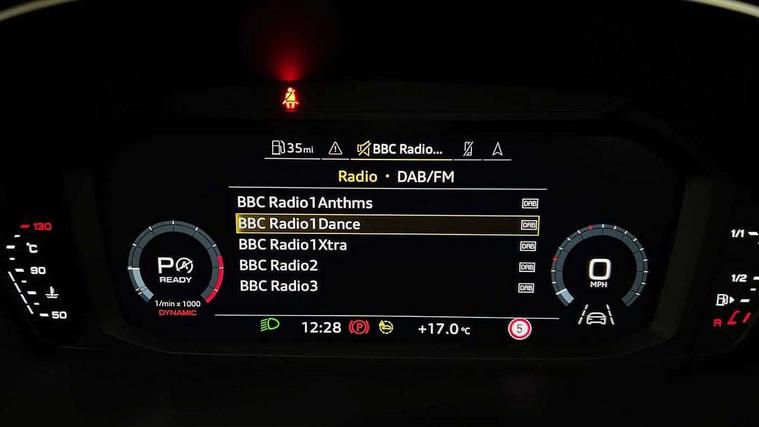 35mi BBC Radio...
Radio · DAB/FM
BBC Radio1Anthms DAB
BBC Radio1Dance DAB
BBC Radio1Xtra DAB
BBC Radio2 DAB
BBC Radio3 DAB
130
°C
90
50
P A
READY
1/min x 1000
DYNAMIC
0
MPH
1/1
1/2
R
12:28 P +17.0°C 5